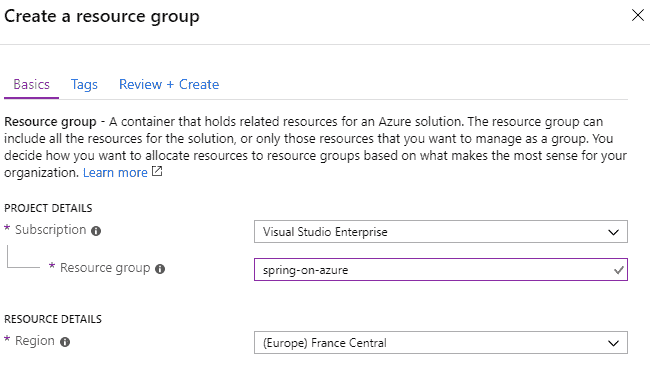 Create a resource group
Basics Tags Review + Create
Resource group - A container that holds related resources for an Azure solution. The resource group can
include all the resources for the solution, or only those resources that you want to manage as a group. You
decide how you want to allocate resources to resource groups based on what makes the most sense for your
organization. Learn more
PROJECT DETAILS
* Subscription Visual Studio Enterprise
* Resource group spring-on-azure
RESOURCE DETAILS
* Region (Europe) France Central